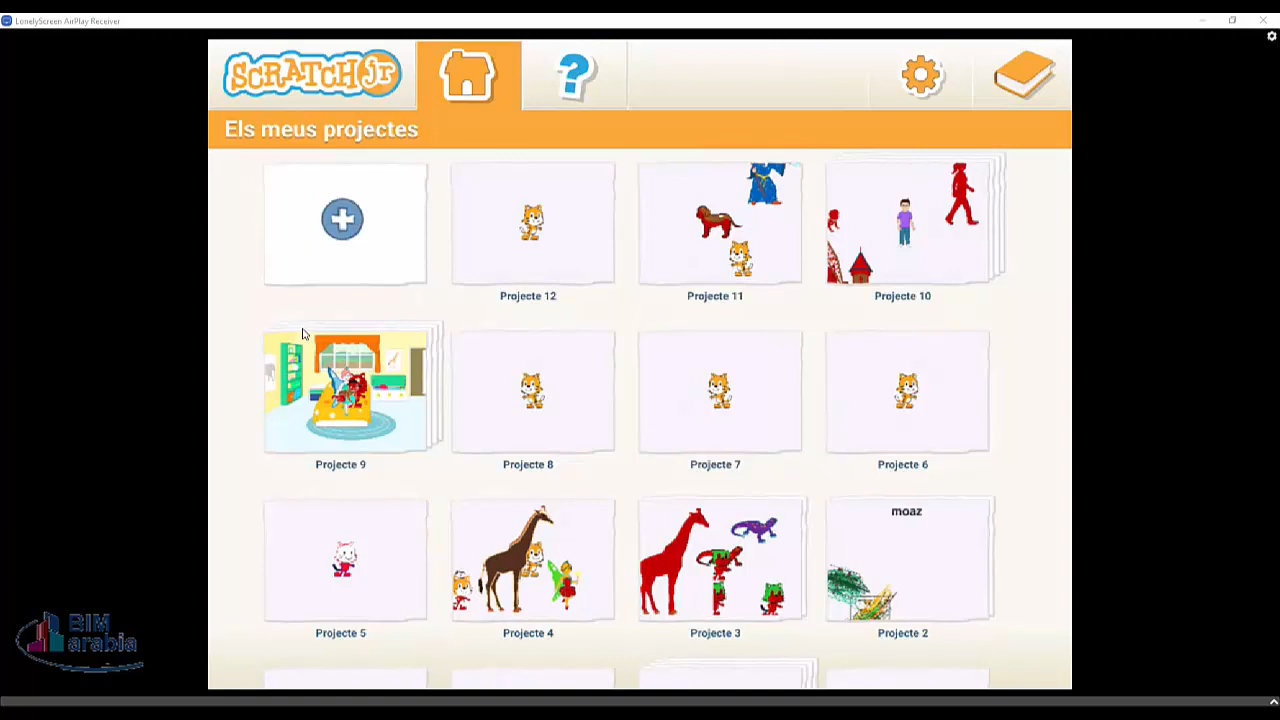 LonelyScreen AirPlay Receiver
SCRATCH jr
?
Els meus projectes
Projecte 12
Projecte 11
Projecte 10
Projecte 9
Projecte 8
Projecte 7
Projecte 6
moaz
Projecte 5
Projecte 4
Projecte 3
Projecte 2
BIM
arabia